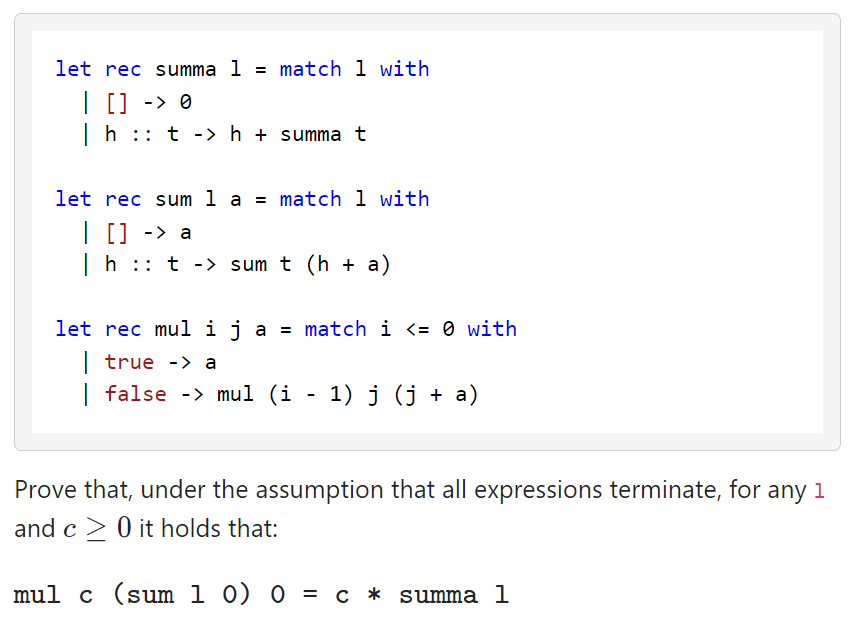 let rec summa l = match l with
| [] -> 0
| h :: t -> h + summa t
let rec sum l a = match l with
| [] -> a
| h :: t -> sum t (h + a)
let rec mul i j a = match i <= 0 with
| true -> a
| false -> mul (i - 1) j (j + a)
Prove that, under the assumption that all expressions terminate, for any l
and c ≥ 0 it holds that:
mul c (sum l 0) 0 = c * summa l